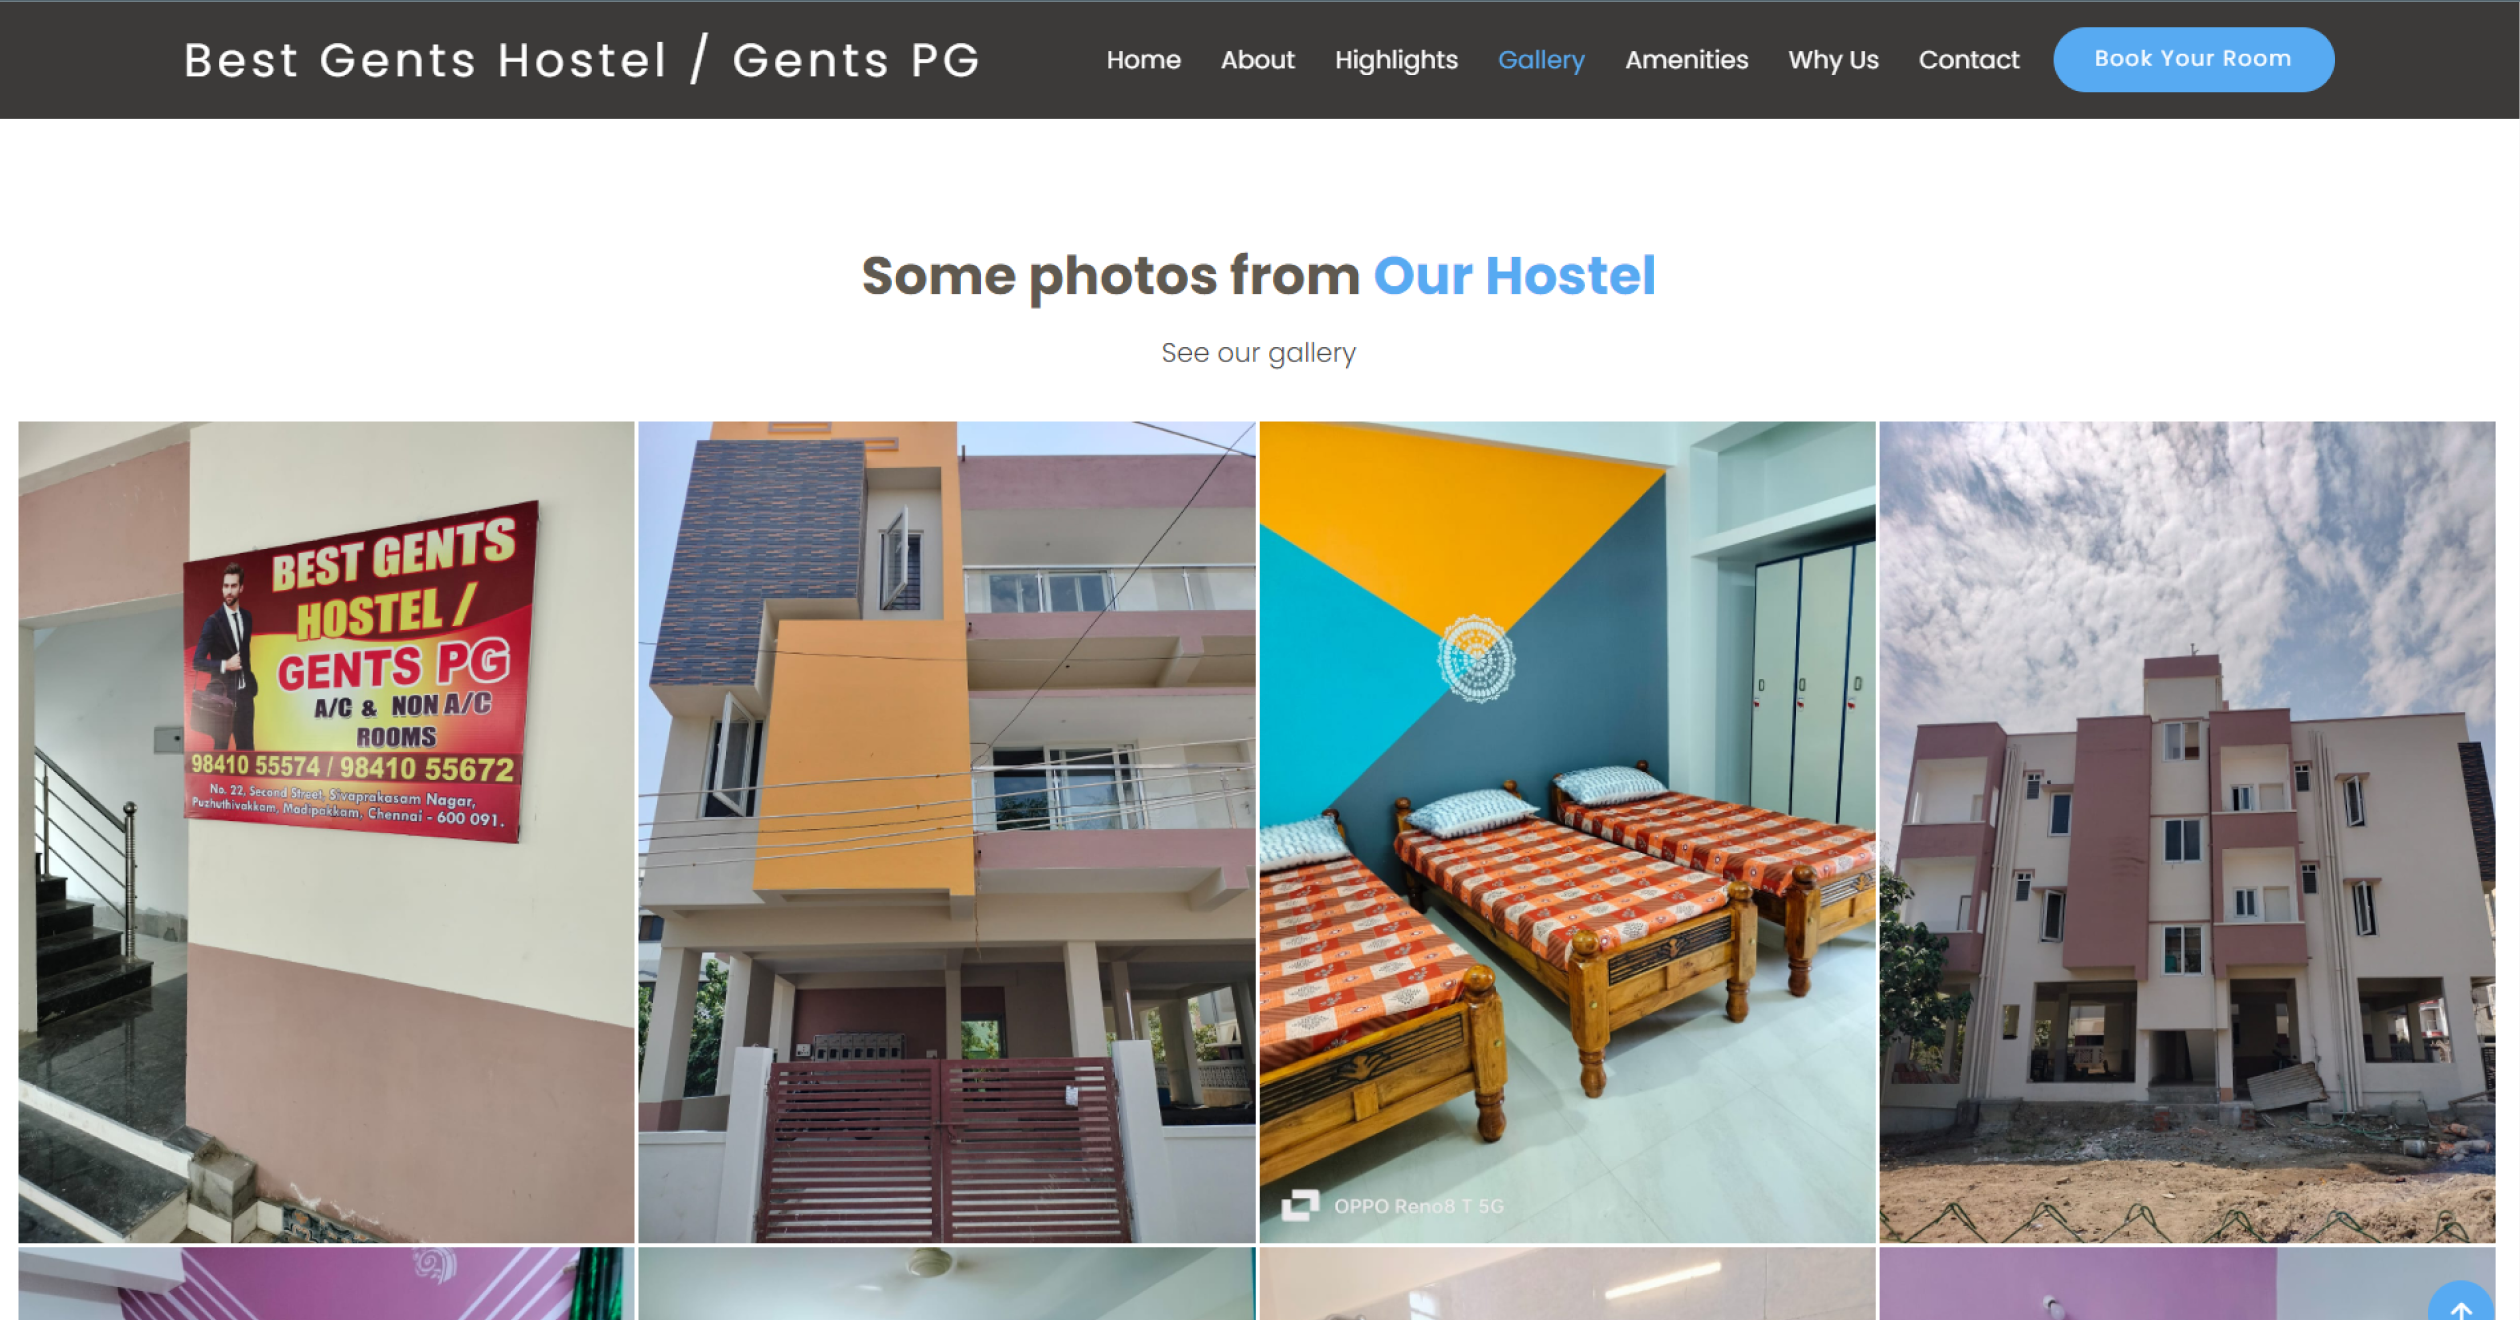 Best Gents Hostel / Gents PG
Home About Highlights Gallery Amenities Why Us Contact Book Your Room
Some photos from Our Hostel
See our gallery
BEST GENTS
HOSTEL /
GENTS PG
A/C & NON A/C
ROOMS
98410 55574 / 98410 55672
No. 22, Second Street, Sivaprakasam Nagar,
Puzhuthivakkam, Madipakkam, Chennai - 600 091.
OPPO Reno8 T 5G